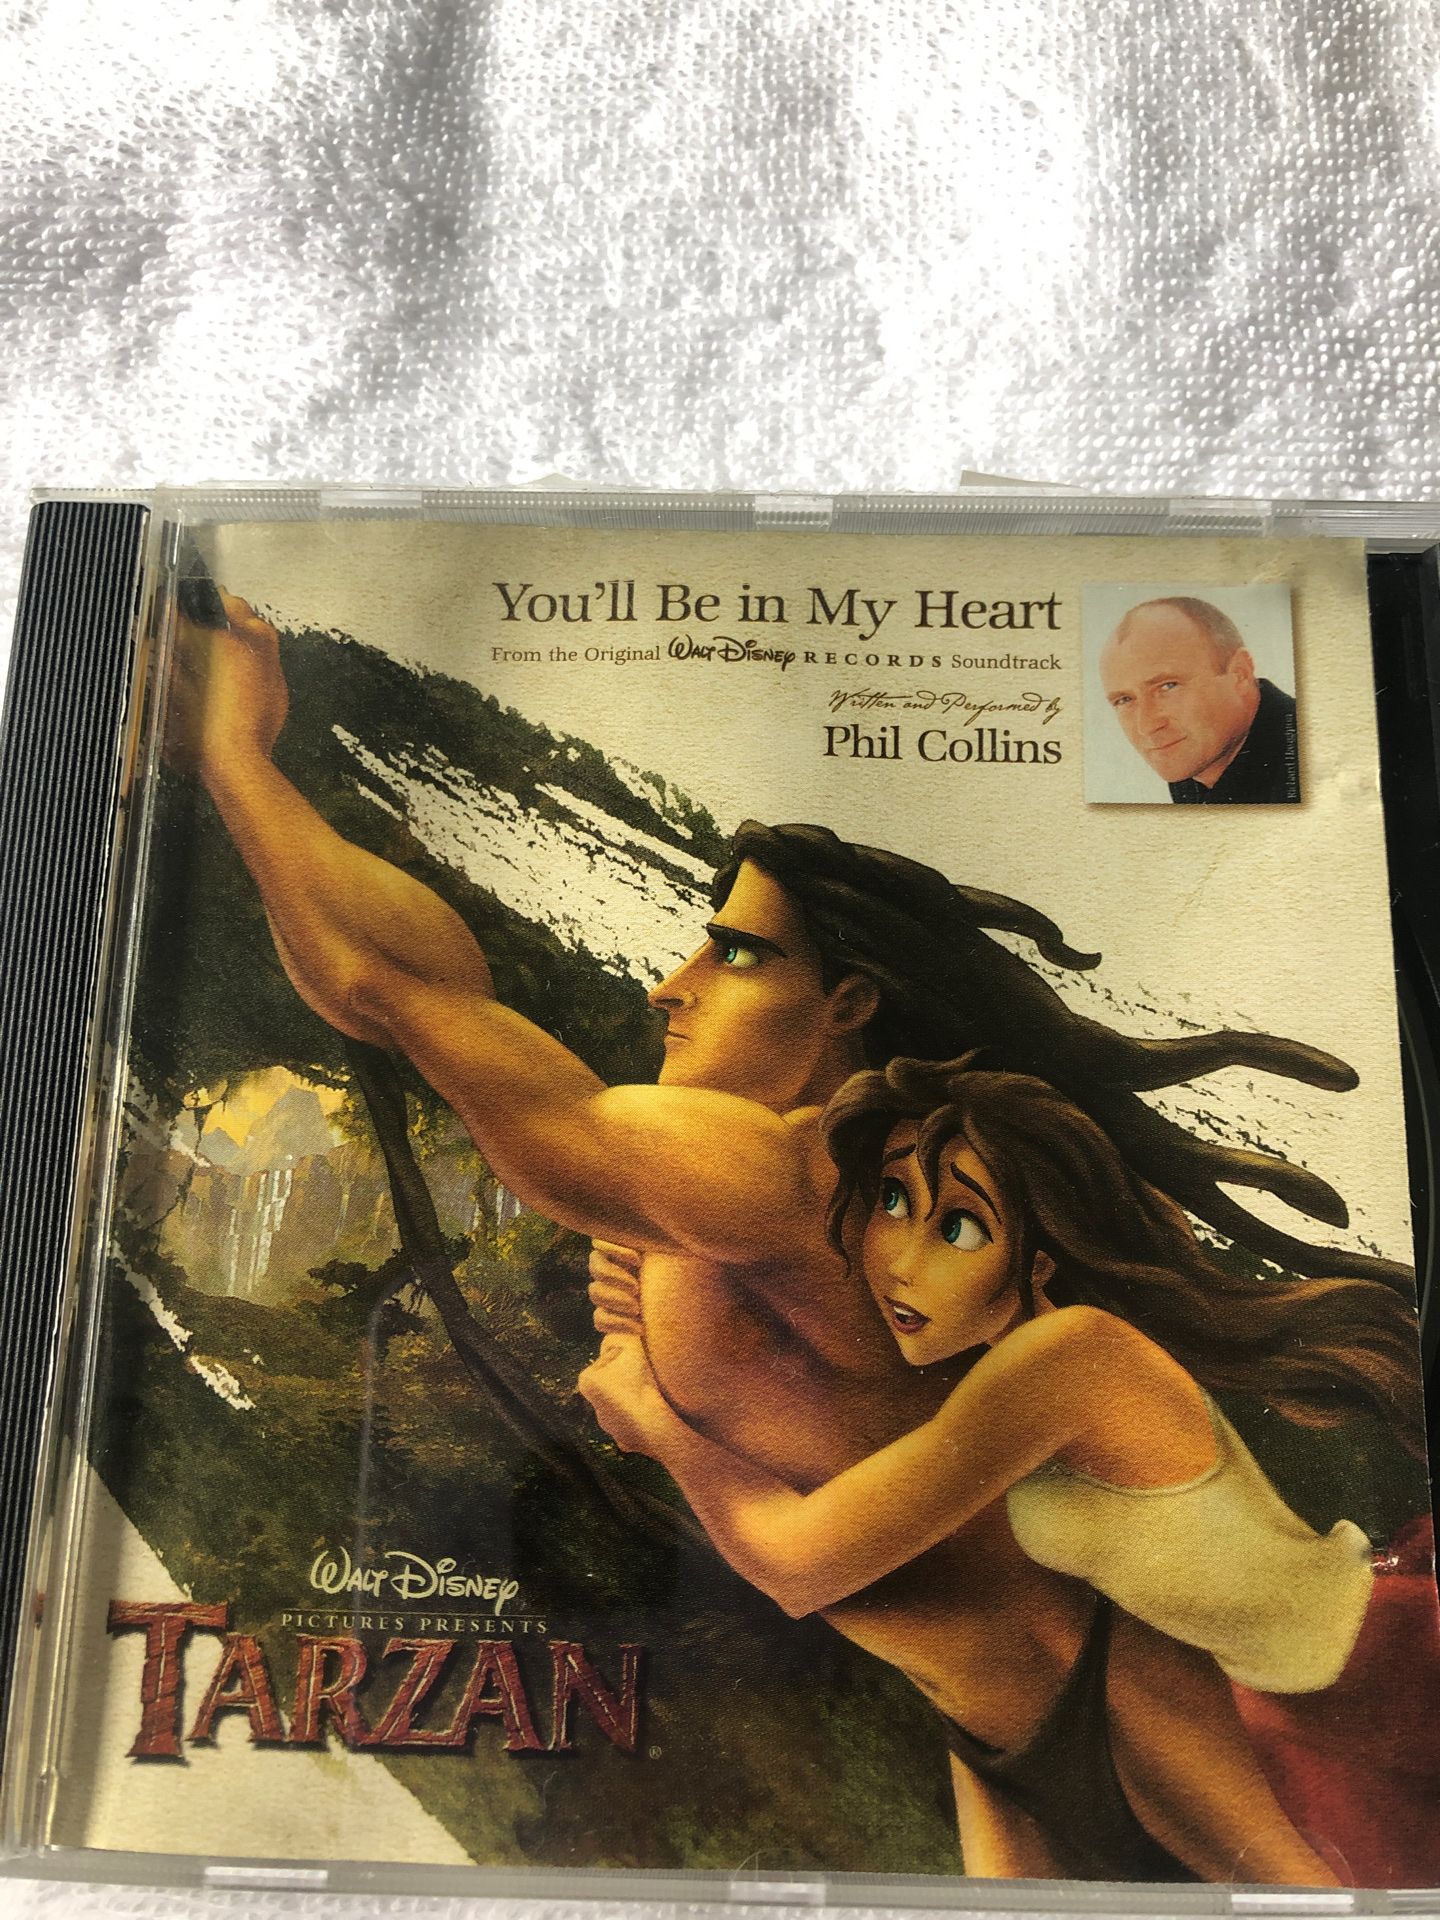 You'll Be in My Heart
From the Original Walt Disney RECORDS Soundtrack
Written and Performed by
Phil Collins
Walt Disney
PICTURES PRESENTS
TARZAN®